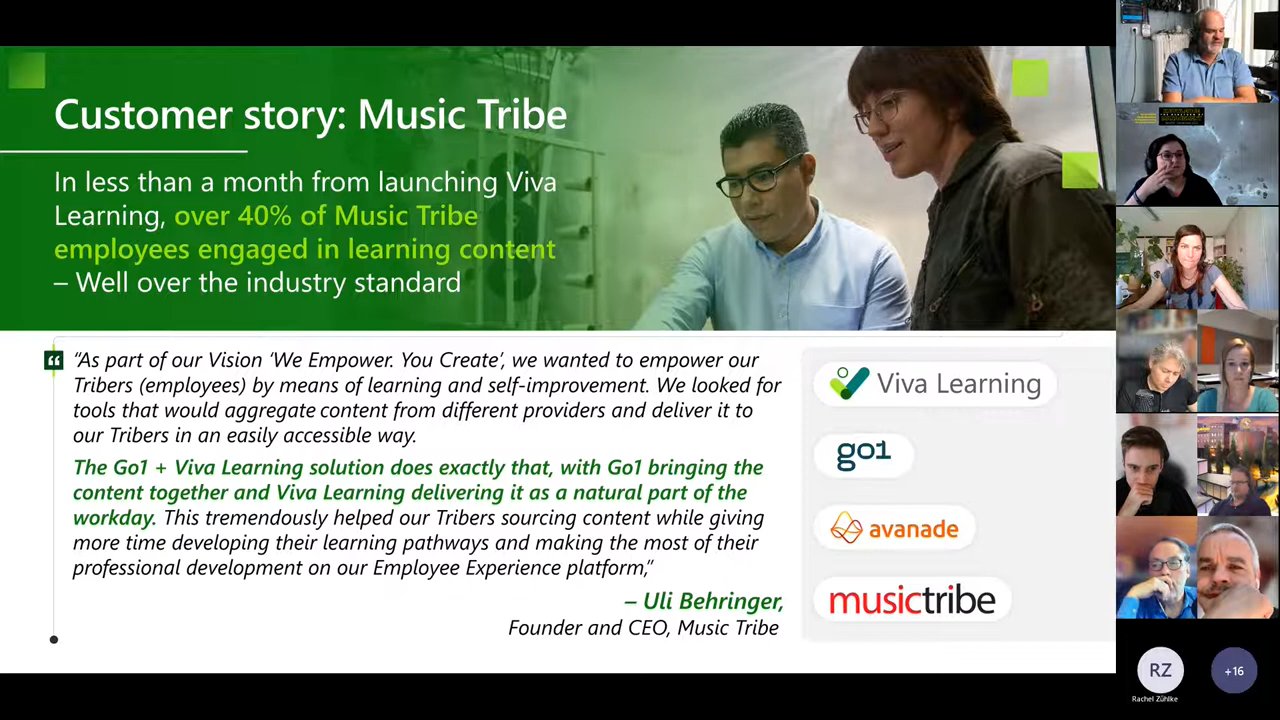 Customer story: Music Tribe
In less than a month from launching Viva
Learning, over 40% of Music Tribe
employees engaged in learning content
– Well over the industry standard
“As part of our Vision ‘We Empower. You Create’, we wanted to empower our
Tribers (employees) by means of learning and self-improvement. We looked for
tools that would aggregate content from different providers and deliver it to
our Tribers in an easily accessible way.
The Go1 + Viva Learning solution does exactly that, with Go1 bringing the
content together and Viva Learning delivering it as a natural part of the
workday. This tremendously helped our Tribers sourcing content while giving
more time developing their learning pathways and making the most of their
professional development on our Employee Experience platform,”
– Uli Behringer,
Founder and CEO, Music Tribe
Viva Learning
go1
avanade
musictribe
RZ
Rachel Zühlke
+16